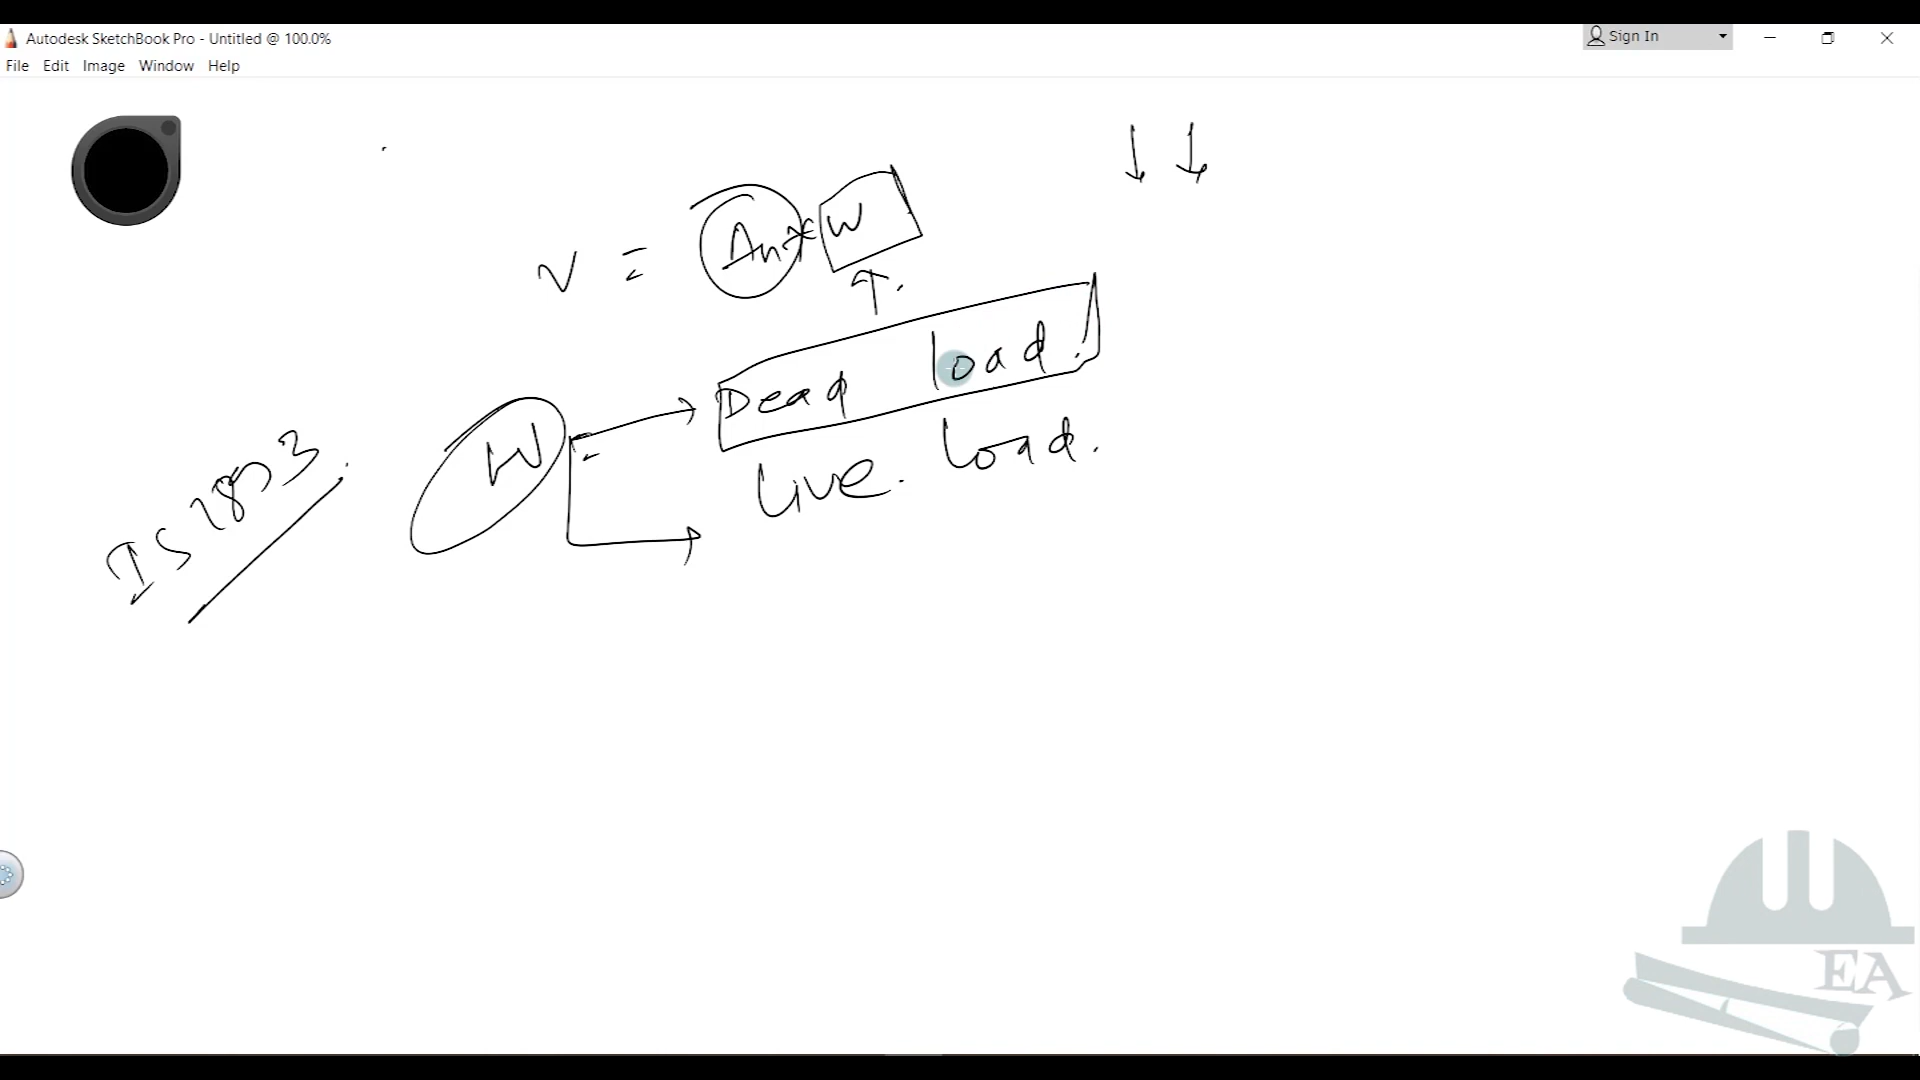 Autodesk SketchBook Pro - Untitled @ 100.0%
Sign In
File Edit Image Window Help
V = Ah * W
Dead load.
W
Live. Load.
IS 1893
EA